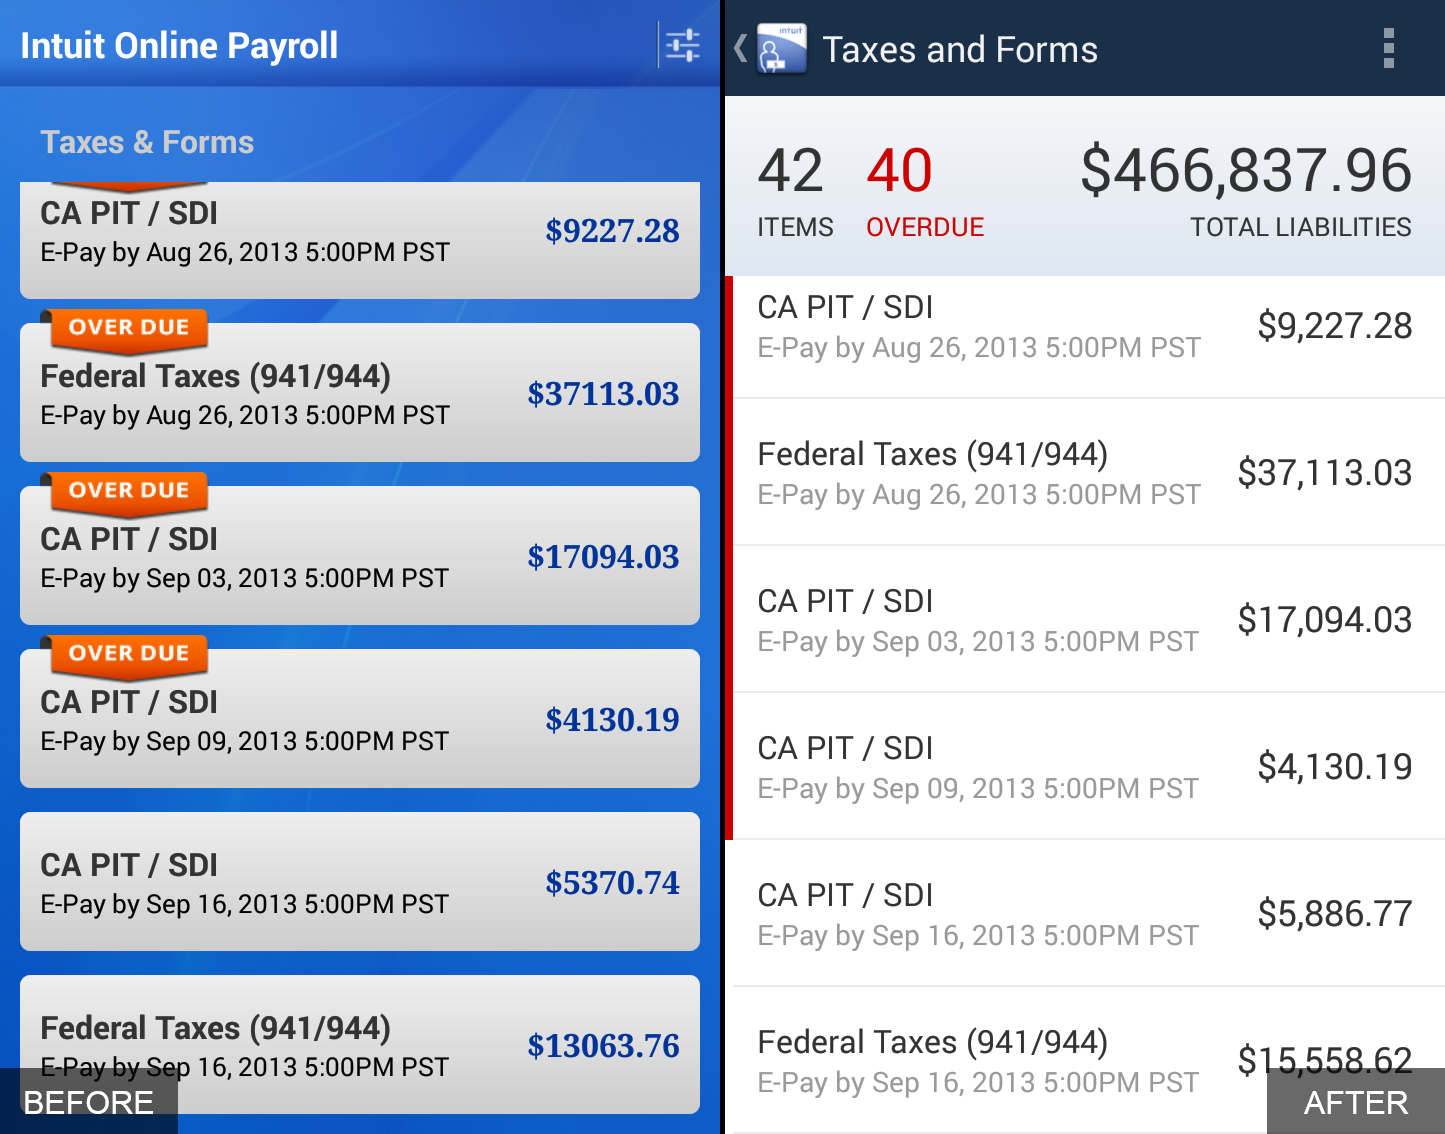 Intuit Online Payroll
Taxes & Forms
CA PIT / SDI
$9227.28
E-Pay by Aug 26, 2013 5:00PM PST
OVER DUE
Federal Taxes (941/944)
$37113.03
E-Pay by Aug 26, 2013 5:00PM PST
OVER DUE
CA PIT / SDI
$17094.03
E-Pay by Sep 03, 2013 5:00PM PST
OVER DUE
CA PIT / SDI
$4130.19
E-Pay by Sep 09, 2013 5:00PM PST
CA PIT / SDI
$5370.74
E-Pay by Sep 16, 2013 5:00PM PST
Federal Taxes (941/944)
$13063.76
E-Pay by Sep 16, 2013 5:00PM PST
BEFORE
intuit
Taxes and Forms
42 40 $466,837.96
ITEMS OVERDUE TOTAL LIABILITIES
CA PIT / SDI
$9,227.28
E-Pay by Aug 26, 2013 5:00PM PST
Federal Taxes (941/944)
$37,113.03
E-Pay by Aug 26, 2013 5:00PM PST
CA PIT / SDI
$17,094.03
E-Pay by Sep 03, 2013 5:00PM PST
CA PIT / SDI
$4,130.19
E-Pay by Sep 09, 2013 5:00PM PST
CA PIT / SDI
$5,886.77
E-Pay by Sep 16, 2013 5:00PM PST
Federal Taxes (941/944)
$15,558.62
E-Pay by Sep 16, 2013 5:00PM PST
AFTER